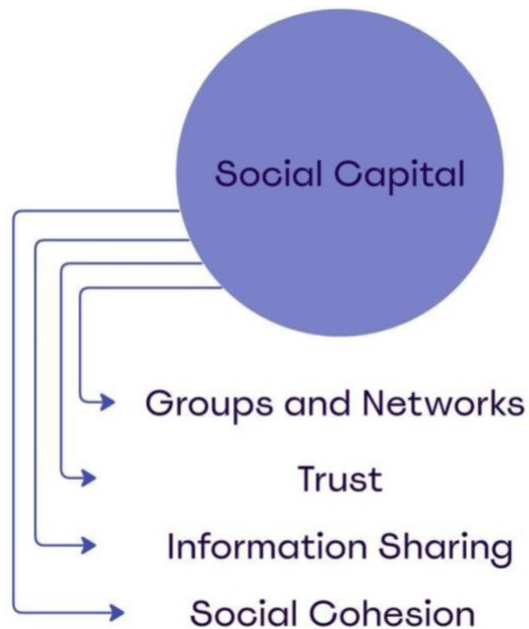 Social Capital
Groups and Networks
Trust
Information Sharing
Social Cohesion